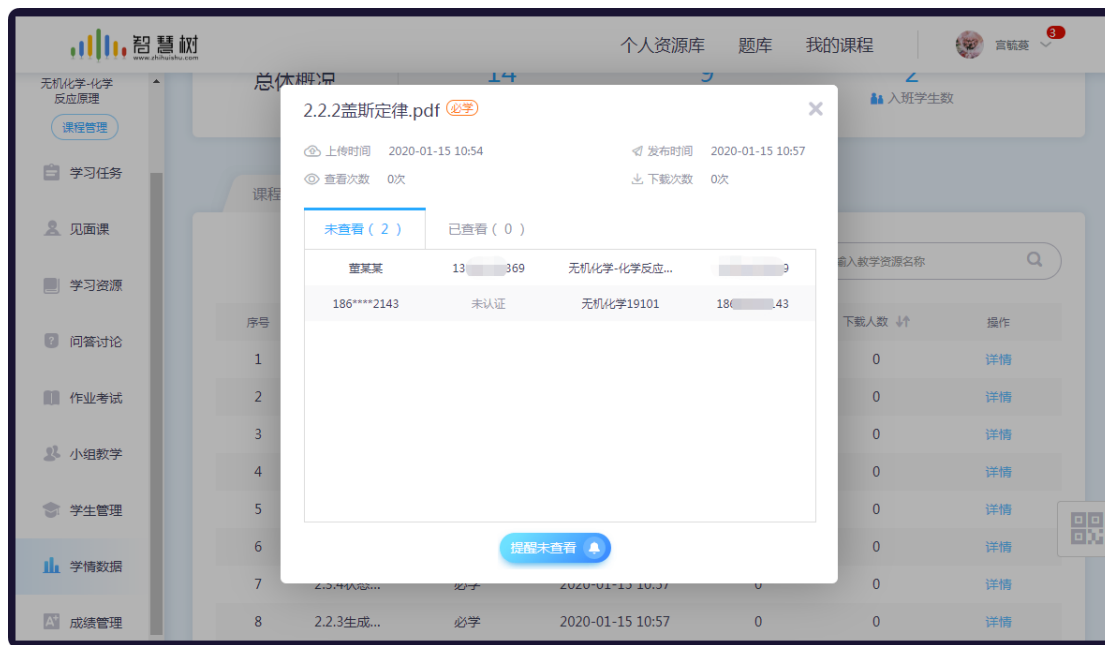 智慧树
www.zhihuishu.com
个人资源库 题库 我的课程 宫毓蔡 3
无机化学-化学
反应原理
课程管理
学习任务
见面课
学习资源
问答讨论
作业考试
小组教学
学生管理
学情数据
成绩管理
总体概况 14 9 2
入班学生数
课程
2.2.2盖斯定律.pdf 必学
上传时间 2020-01-15 10:54 发布时间 2020-01-15 10:57
查看次数 0次 下载次数 0次
未查看 ( 2 ) 已查看 ( 0 )
董某某 13 369 无机化学-化学反应... 9
186****2143 未认证 无机化学19101 186 43
提醒未查看
输入教学资源名称
序号 下载人数 操作
1 0 详情
2 0 详情
3 0 详情
4 0 详情
5 0 详情
6 0 详情
7 2.3.4状态... 必学 2020-01-15 10:57 0 0 详情
8 2.2.3生成... 必学 2020-01-15 10:57 0 0 详情